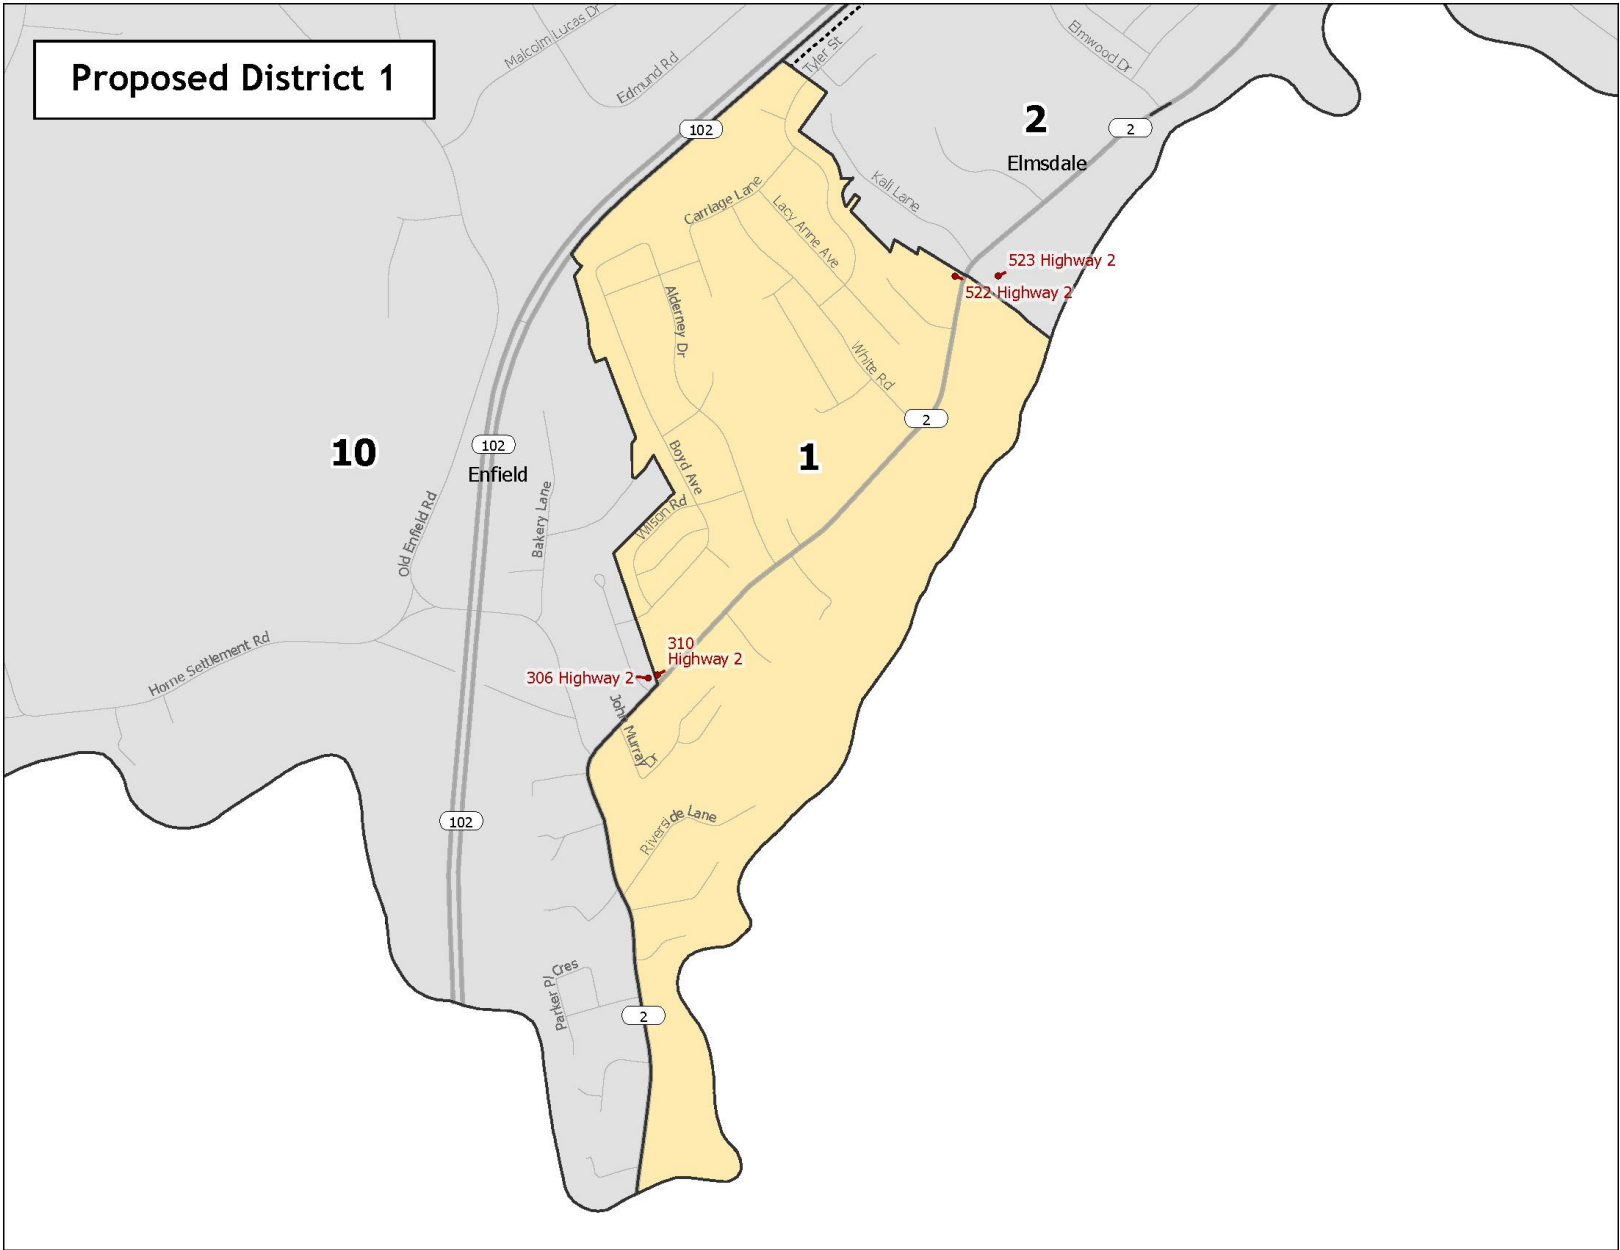 Proposed District 1
Malcolm Lucas Dr
Edmund Rd
Tyler St
Elmwood Dr
102
2
2
Elmsdale
Kali Lane
Carriage Lane
Lacy Anne Ave
523 Highway 2
522 Highway 2
Alderney Dr
White Rd
2
10
102
Enfield
1
Boyd Ave
Old Enfield Rd
Bakery Lane
Wilson Rd
Horne Settlement Rd
310
Highway 2
306 Highway 2
John Murray Dr
102
Riverside Lane
Parker Pl
Cres
2